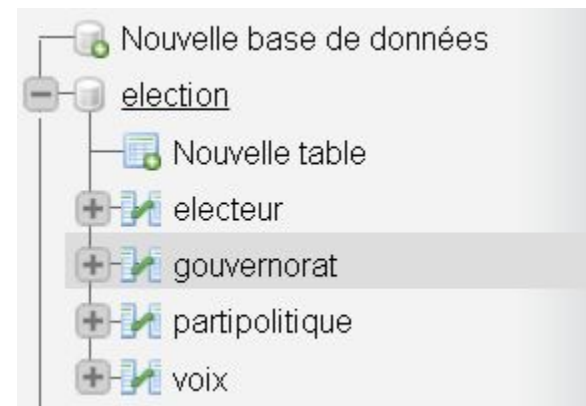 Nouvelle base de données
election
Nouvelle table
electeur
gouvernorat
partipolitique
voix